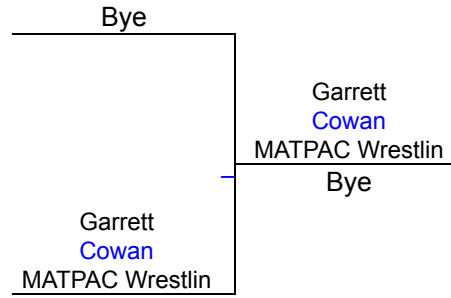 Bye
Garrett
Cowan
MATPAC Wrestlin
Bye
Garrett
Cowan
MATPAC Wrestlin